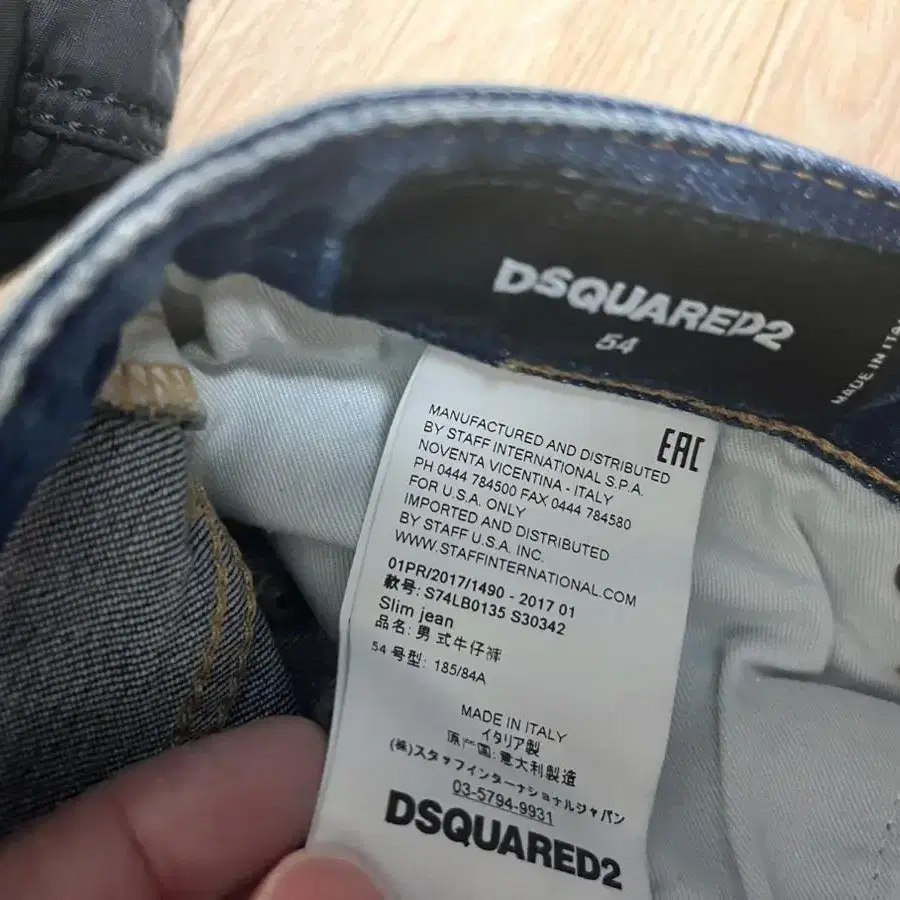 DSQUARED2
54
MADE IN ITAL
MANUFACTURED AND DISTRIBUTED
BY STAFF INTERNATIONAL S.P.A.
NOVENTA VICENTINA - ITALY
PH 0444 784500 FAX 0444 784580
FOR U.S.A. ONLY
IMPORTED AND DISTRIBUTED
BY STAFF U.S.A. INC.
WWW.STAFFINTERNATIONAL.COM
EAC
01PR/2017/1490 - 2017 01
款号: S74LB0135 S30342
Slim jean
品名: 男式牛仔裤
54 号型: 185/84A
MADE IN ITALY
イタリア製
原产国: 意大利製造
(株)スタッフインターナショナルジャパン
03-5794-9931
DSQUARED2